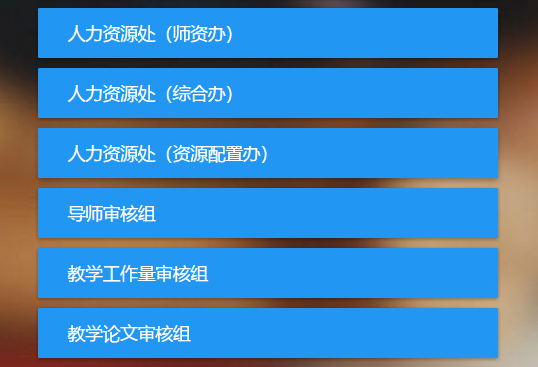 人力资源处（师资办）
人力资源处（综合办）
人力资源处（资源配置办）
导师审核组
教学工作量审核组
教学论文审核组